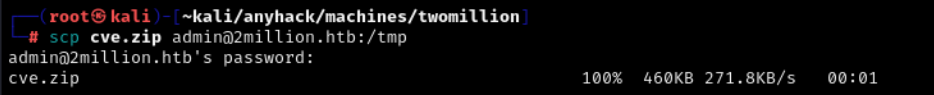 ┌──(root㉿kali)-[~kali/anyhack/machines/twomillion]
└─# scp cve.zip admin@2million.htb:/tmp
admin@2million.htb's password:
cve.zip 100% 460KB 271.8KB/s 00:01